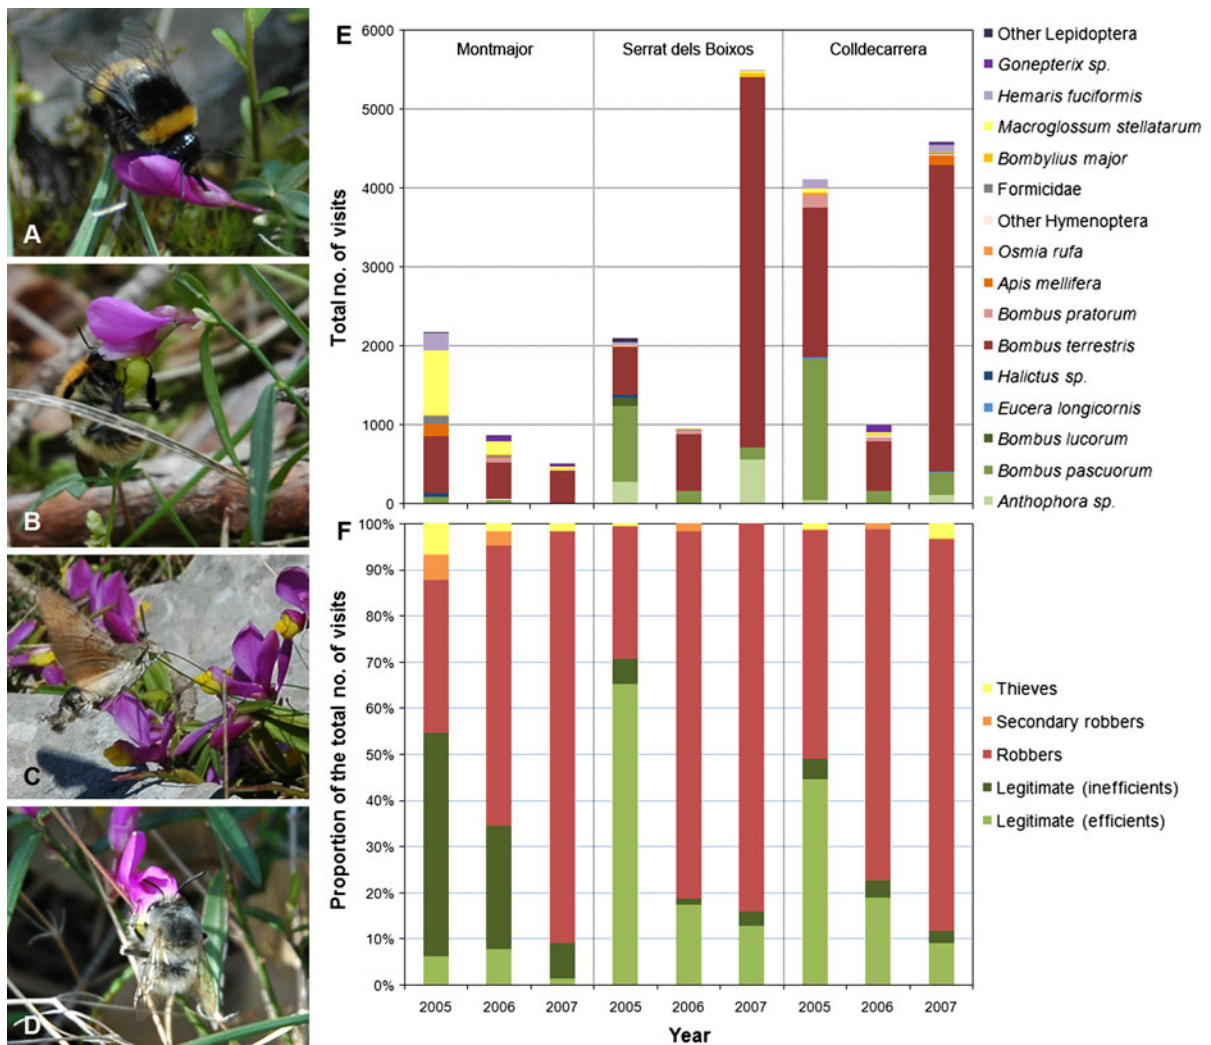 A
B
C
D
E
Montmajor
Serrat dels Boixos
Colldecarrera
Total no. of visits
6000
5000
4000
3000
2000
1000
0
Other Lepidoptera
Gonepterix sp.
Hemaris fuciformis
Macroglossum stellatarum
Bombylius major
Formicidae
Other Hymenoptera
Osmia rufa
Apis mellifera
Bombus pratorum
Bombus terrestris
Halictus sp.
Eucera longicornis
Bombus lucorum
Bombus pascuorum
Anthophora sp.
F
Proportion of the total no. of visits
100%
90%
80%
70%
60%
50%
40%
30%
20%
10%
0%
Thieves
Secondary robbers
Robbers
Legitimate (inefficients)
Legitimate (efficients)
2005 2006 2007 2005 2006 2007 2005 2006 2007
Year